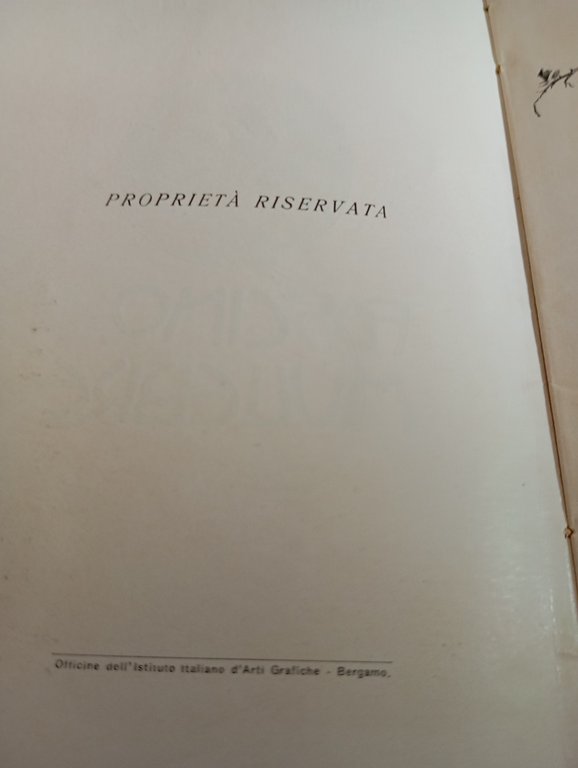 PROPRIETÀ RISERVATA
Officine dell'Istituto Italiano d'Arti Grafiche - Bergamo.